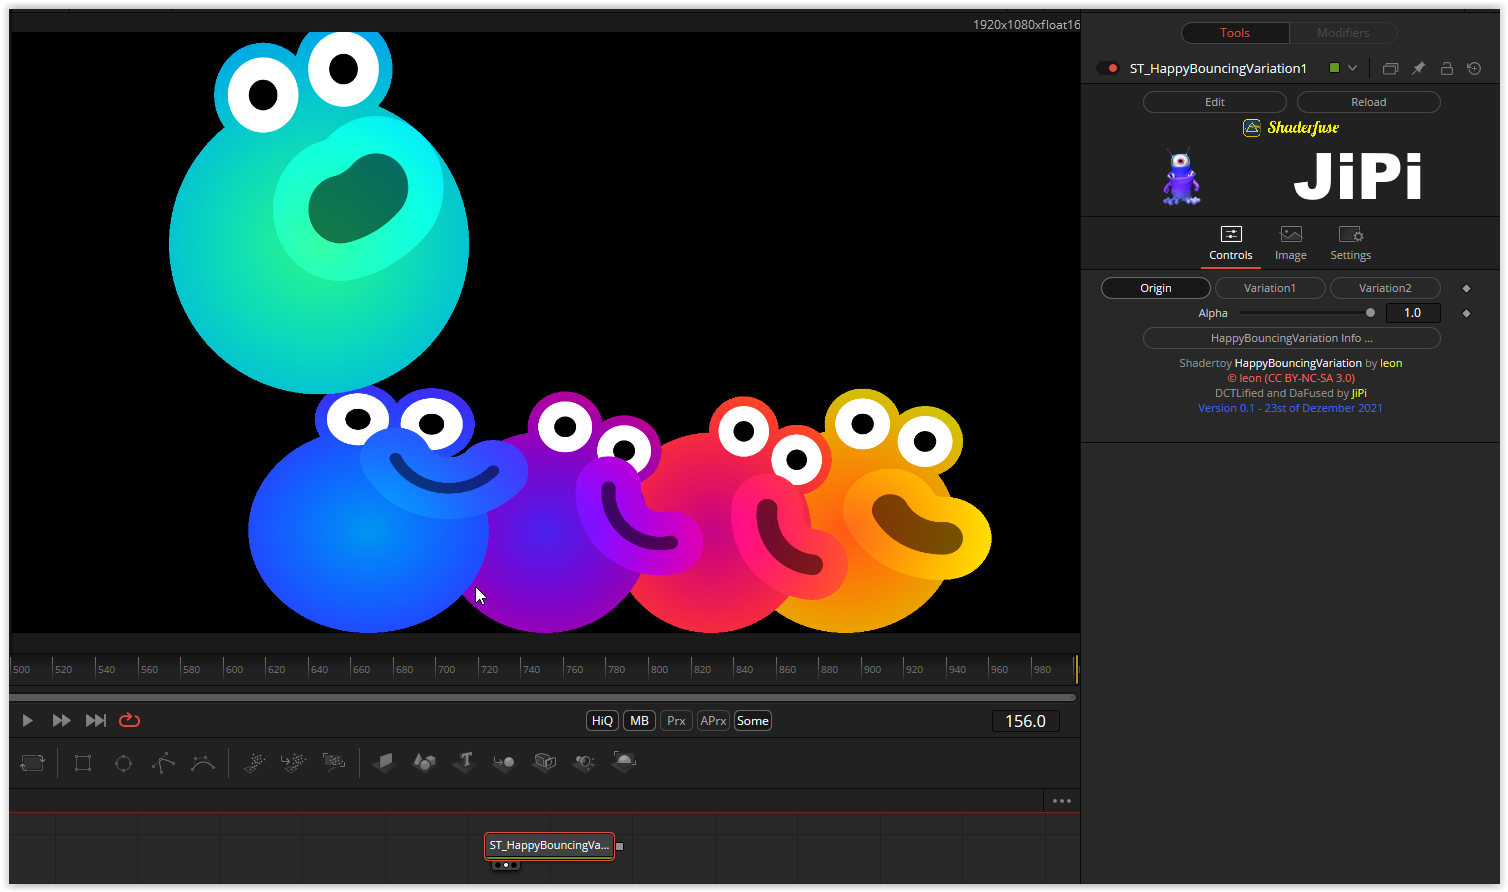 1920x1080xfloat16
Tools
Modifiers
ST_HappyBouncingVariation1
Edit
Reload
Shaderfuse
JiPi
Controls
Image
Settings
Origin
Variation1
Variation2
Alpha
1.0
HappyBouncingVariation Info ...
Shadertoy HappyBouncingVariation by leon
© leon (CC BY-NC-SA 3.0)
DCTLified and DaFused by JiPi
Version 0.1 - 23st of Dezember 2021
500 520 540 560 580 600 620 640 660 680 700 720 740 760 780 800 820 840 860 880 900 920 940 960 980
HiQ
MB
Prx
APrx
Some
156.0
T
ST_HappyBouncingVa...